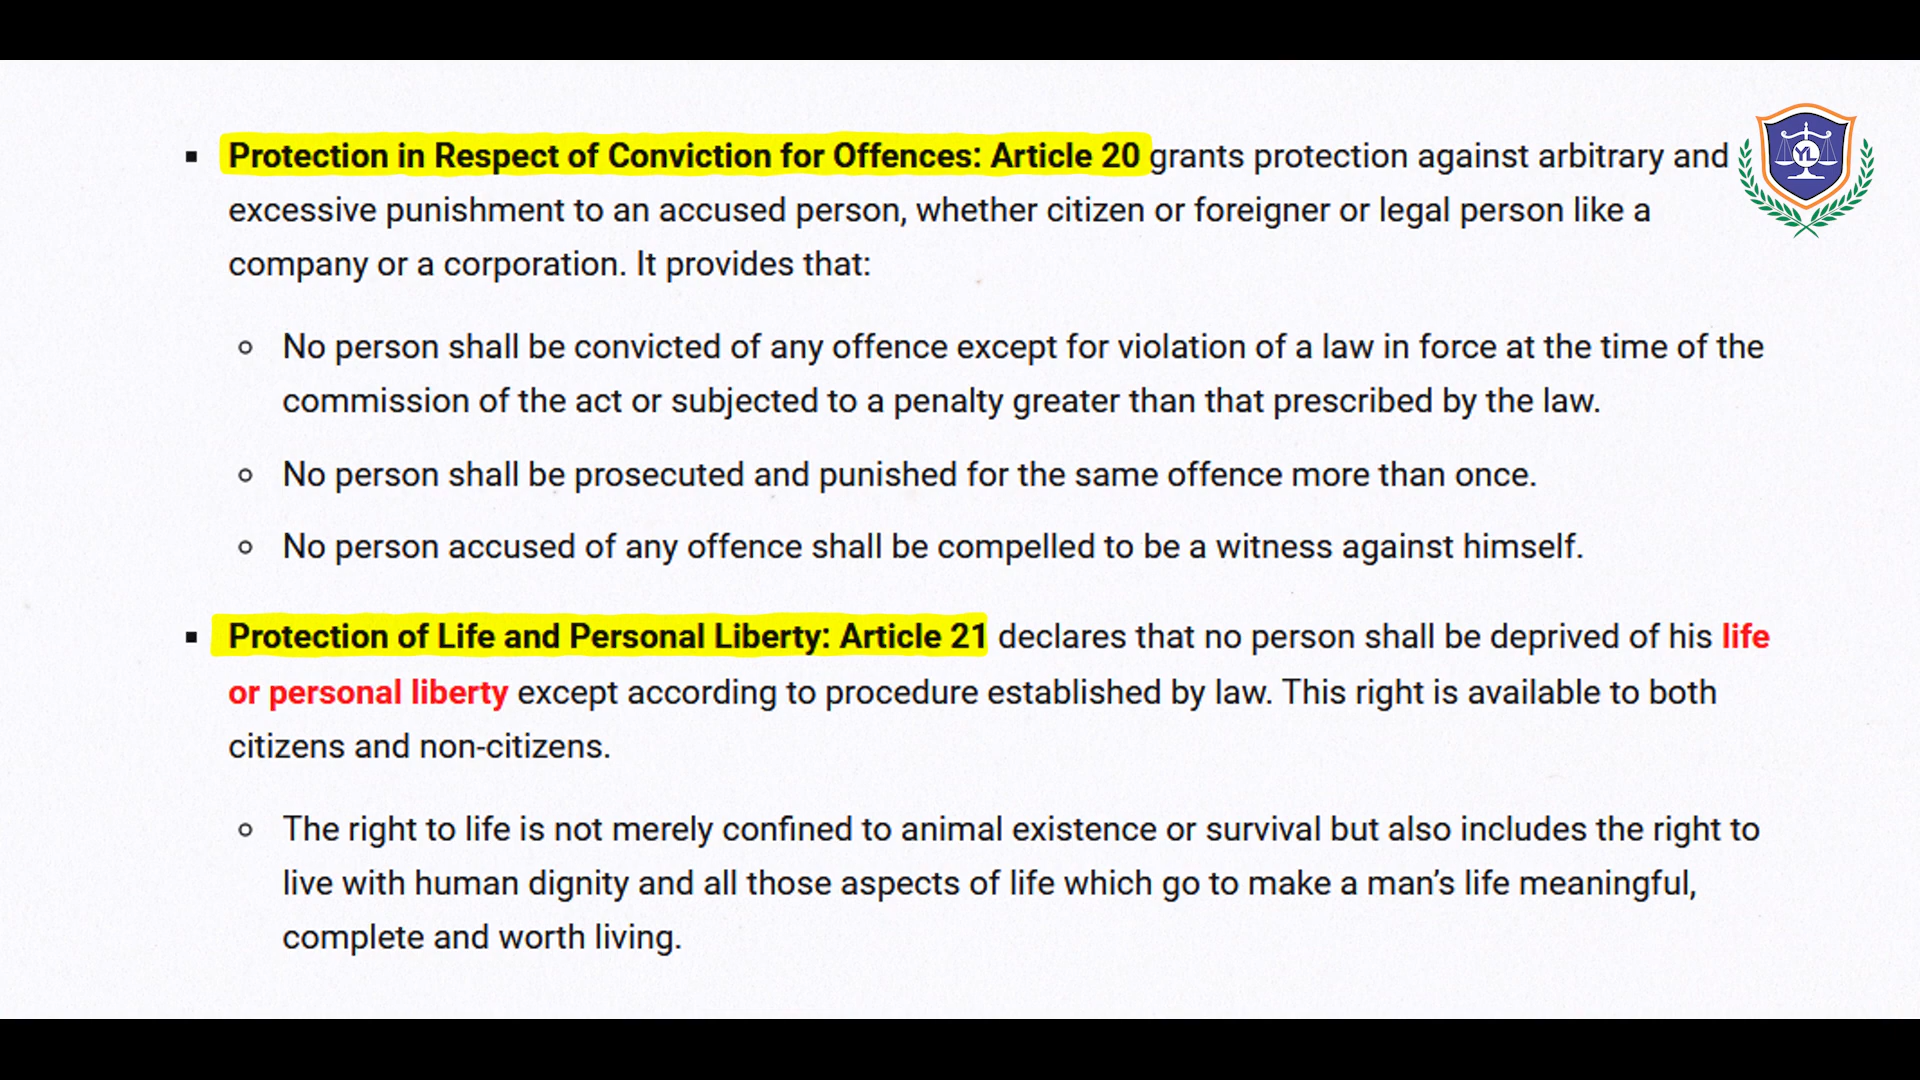 ▪ Protection in Respect of Conviction for Offences: Article 20 grants protection against arbitrary and
excessive punishment to an accused person, whether citizen or foreigner or legal person like a
company or a corporation. It provides that:
○ No person shall be convicted of any offence except for violation of a law in force at the time of the
commission of the act or subjected to a penalty greater than that prescribed by the law.
○ No person shall be prosecuted and punished for the same offence more than once.
○ No person accused of any offence shall be compelled to be a witness against himself.
▪ Protection of Life and Personal Liberty: Article 21 declares that no person shall be deprived of his life
or personal liberty except according to procedure established by law. This right is available to both
citizens and non-citizens.
○ The right to life is not merely confined to animal existence or survival but also includes the right to
live with human dignity and all those aspects of life which go to make a man’s life meaningful,
complete and worth living.
YL